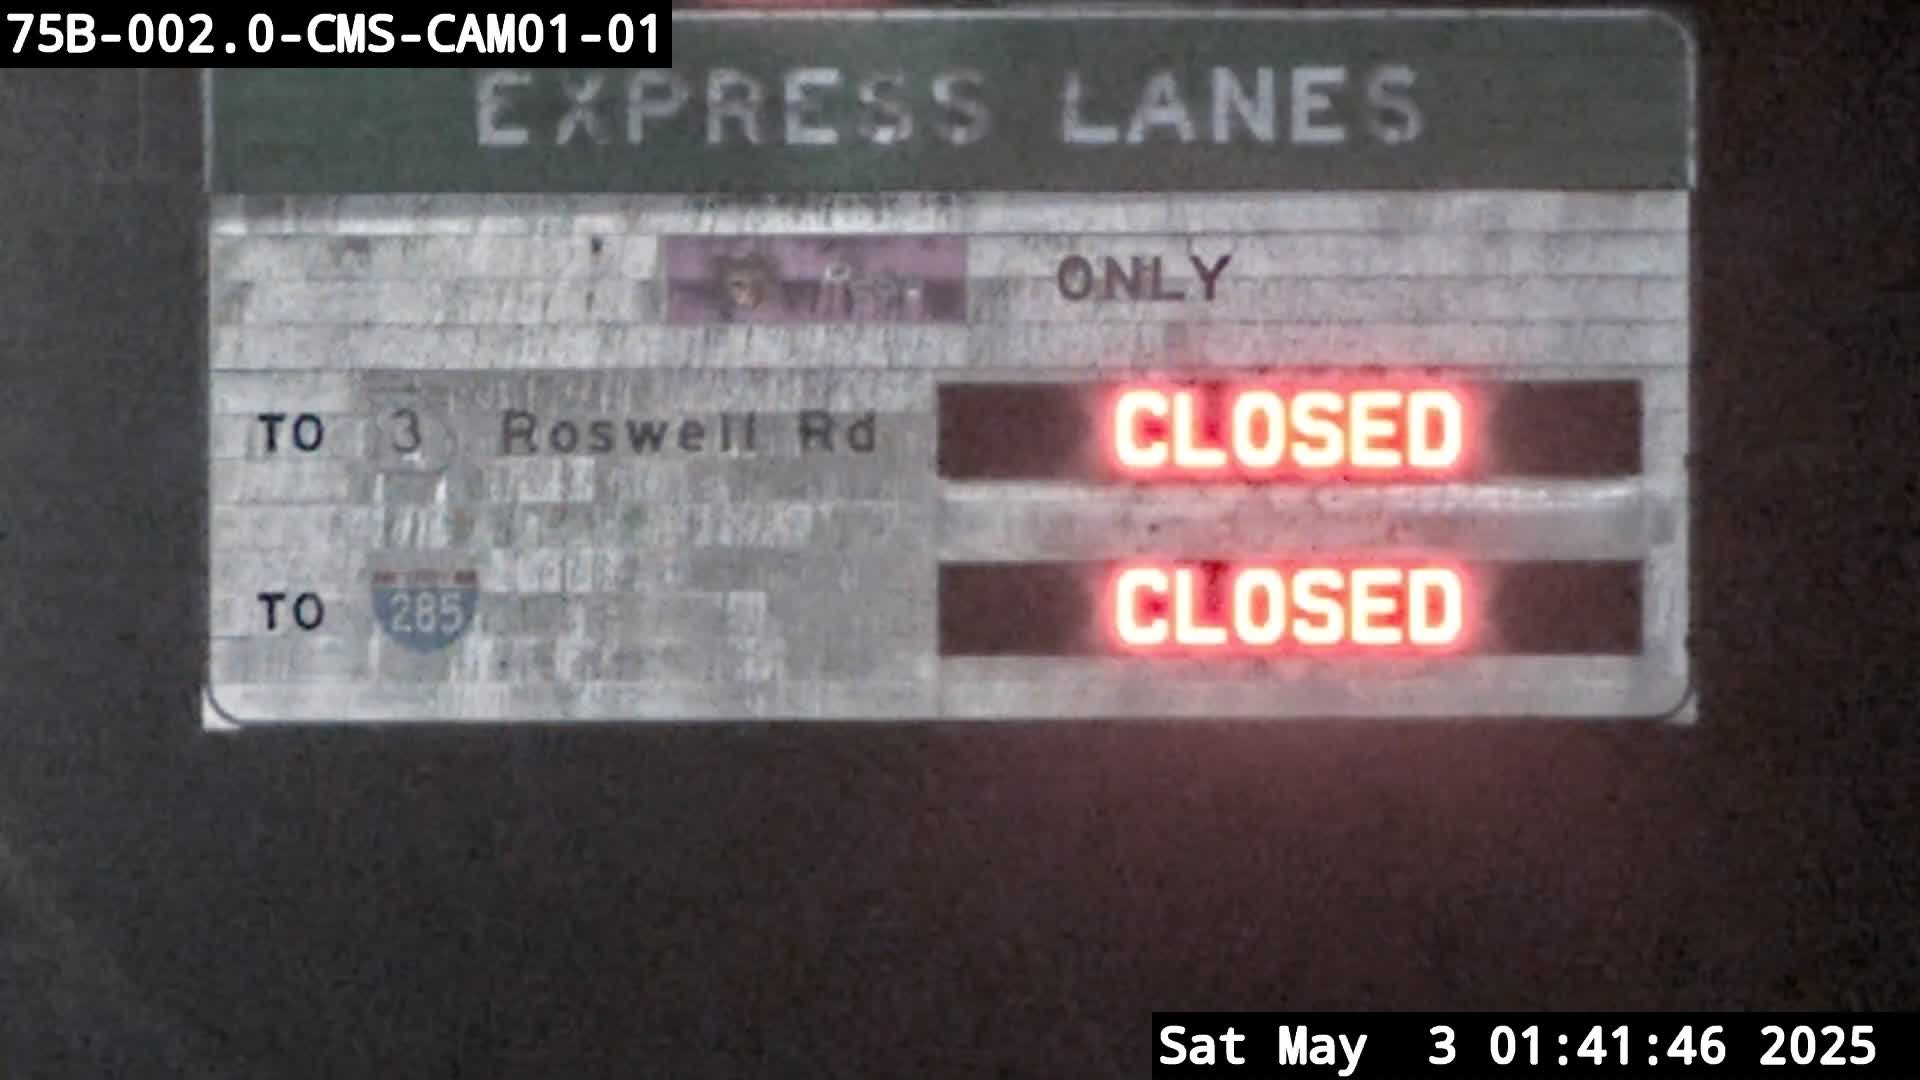 75B-002.0-CMS-CAM01-01
EXPRESS LANES
ONLY
TO 3 Roswell Rd CLOSED
TO 285 CLOSED
Sat May 3 01:41:46 2025